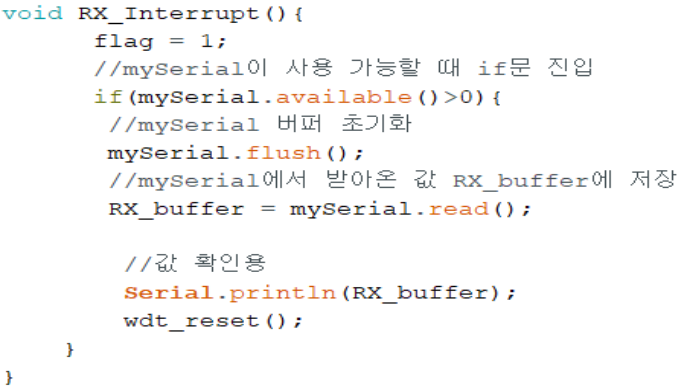 void RX_Interrupt(){
flag = 1;
//mySerial이 사용 가능할 때 if문 진입
if(mySerial.available()>0){
//mySerial 버퍼 초기화
mySerial.flush();
//mySerial에서 받아온 값 RX_buffer에 저장
RX_buffer = mySerial.read();
//값 확인용
Serial.println(RX_buffer);
wdt_reset();
}
}